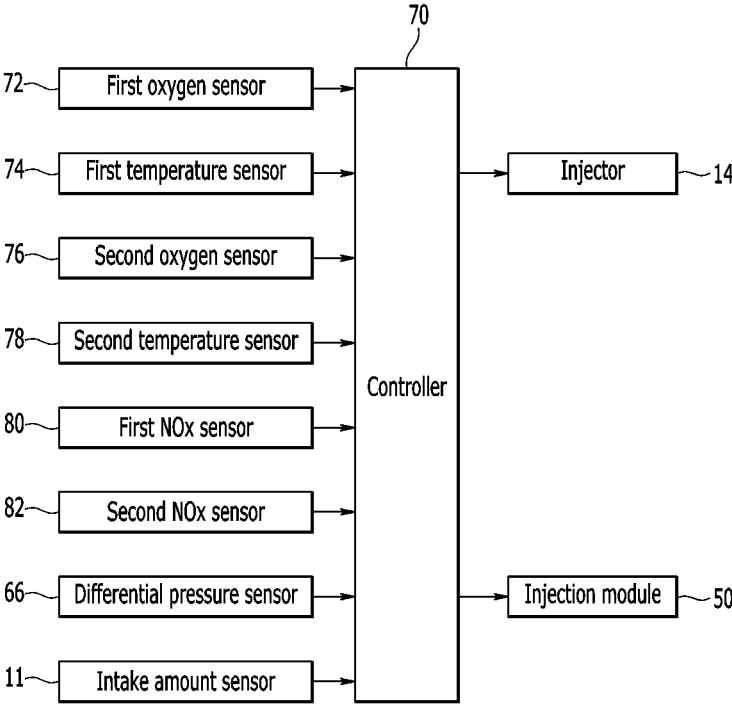 70
72 First oxygen sensor
74 First temperature sensor
Injector 14
76 Second oxygen sensor
78 Second temperature sensor
Controller
80 First NOx sensor
82 Second NOx sensor
66 Differential pressure sensor
Injection module 50
11 Intake amount sensor